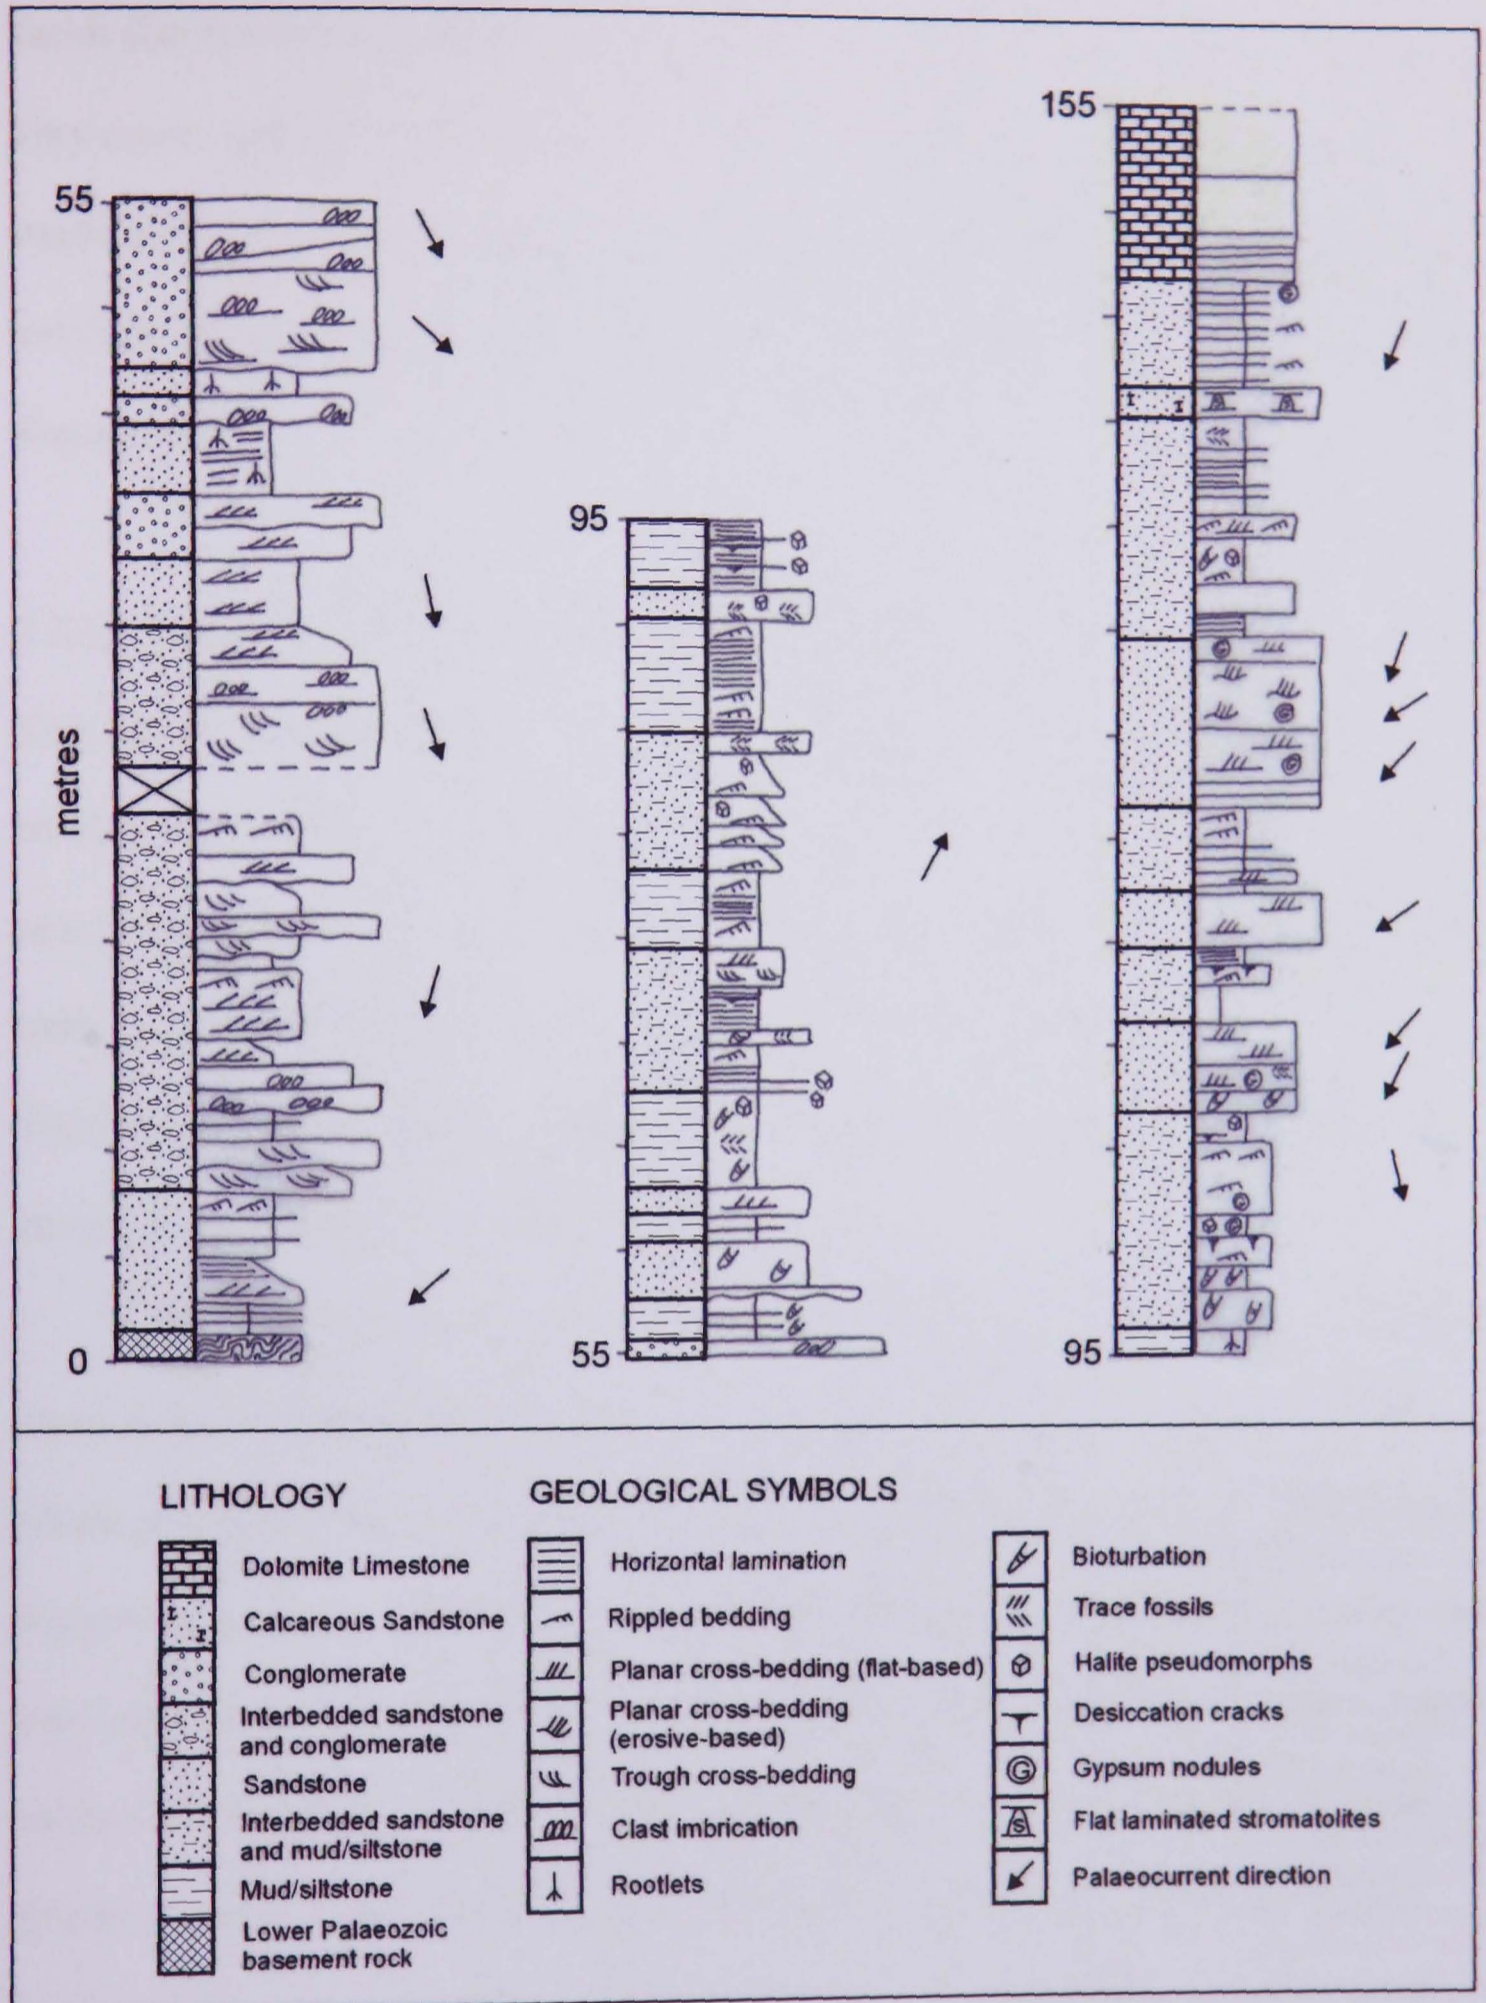 155
55
95
metres
0
55
95
LITHOLOGY
Dolomite Limestone
Calcareous Sandstone
Conglomerate
Interbedded sandstone
and conglomerate
Sandstone
Interbedded sandstone
and mud/siltstone
Mud/siltstone
Lower Palaeozoic
basement rock
GEOLOGICAL SYMBOLS
Horizontal lamination
Rippled bedding
Planar cross-bedding (flat-based)
Planar cross-bedding
(erosive-based)
Trough cross-bedding
Clast imbrication
Rootlets
Bioturbation
Trace fossils
Halite pseudomorphs
Desiccation cracks
G
Gypsum nodules
S
Flat laminated stromatolites
Palaeocurrent direction